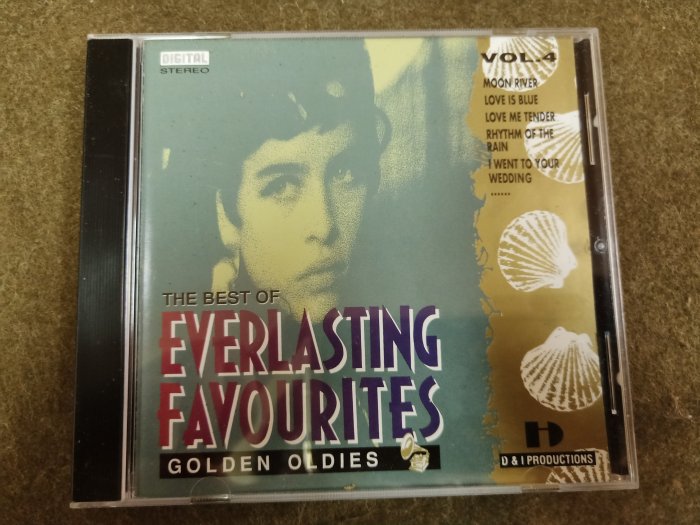 DIGITAL
STEREO
VOL.4
MOON RIVER
LOVE IS BLUE
LOVE ME TENDER
RHYTHM OF THE
RAIN
I WENT TO YOUR
WEDDING
......
THE BEST OF
EVERLASTING
FAVOURITES
GOLDEN OLDIES
D & I PRODUCTIONS